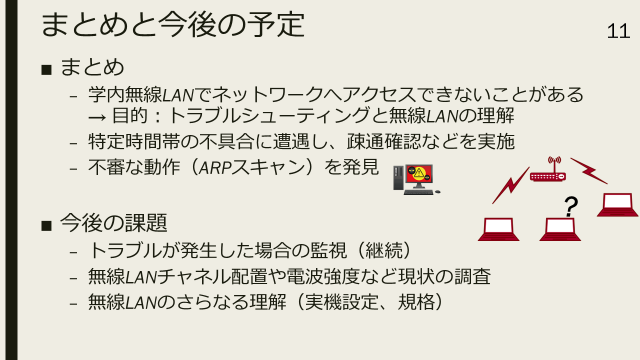 まとめと今後の予定
11
■ まとめ
– 学内無線LANでネットワークへアクセスできないことがある
→ 目的：トラブルシューティングと無線LANの理解
– 特定時間帯の不具合に遭遇し、疎通確認などを実施
– 不審な動作（ARPスキャン）を発見
?
■ 今後の課題
– トラブルが発生した場合の監視（継続）
– 無線LANチャネル配置や電波強度など現状の調査
– 無線LANのさらなる理解（実機設定、規格）